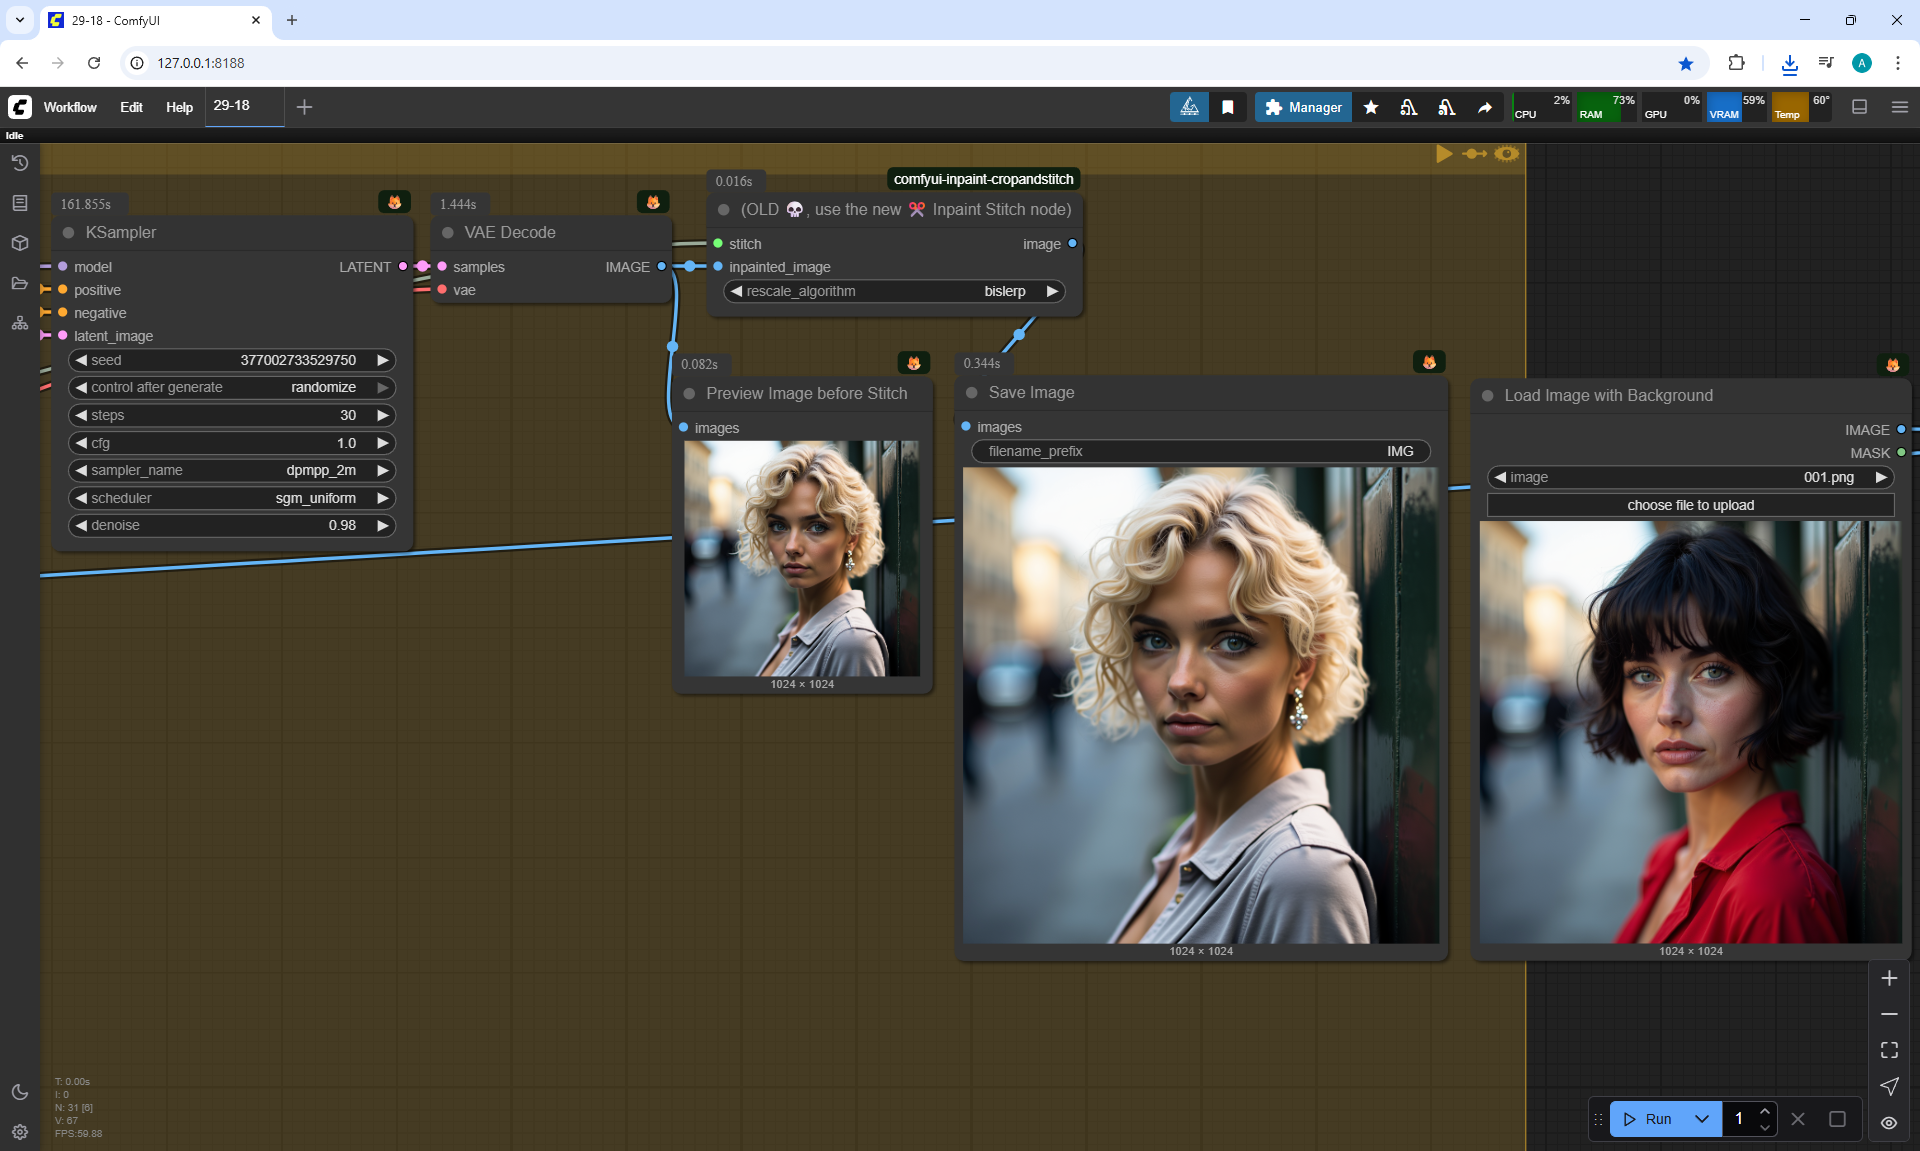 29-18 - ComfyUI
127.0.0.1:8188
Workflow Edit Help 29-18
Manager
CPU 2% RAM 73% GPU 0% VRAM 59% Temp 60°
Idle
161.855s
KSampler
model LATENT
positive
negative
latent_image
seed 377002733529750
control after generate randomize
steps 30
cfg 1.0
sampler_name dpmpp_2m
scheduler sgm_uniform
denoise 0.98
1.444s
VAE Decode
samples IMAGE
vae
0.016s
comfyui-inpaint-cropandstitch
(OLD 💀, use the new ✂️ Inpaint Stitch node)
stitch image
inpainted_image
rescale_algorithm bislerp
0.082s
Preview Image before Stitch
images
1024 × 1024
0.344s
Save Image
images
filename_prefix IMG
1024 × 1024
Load Image with Background
IMAGE
MASK
image 001.png
choose file to upload
1024 × 1024
T: 0.00s
I: 0
N: 31 [6]
V: 67
FPS:59.88
Run 1
A